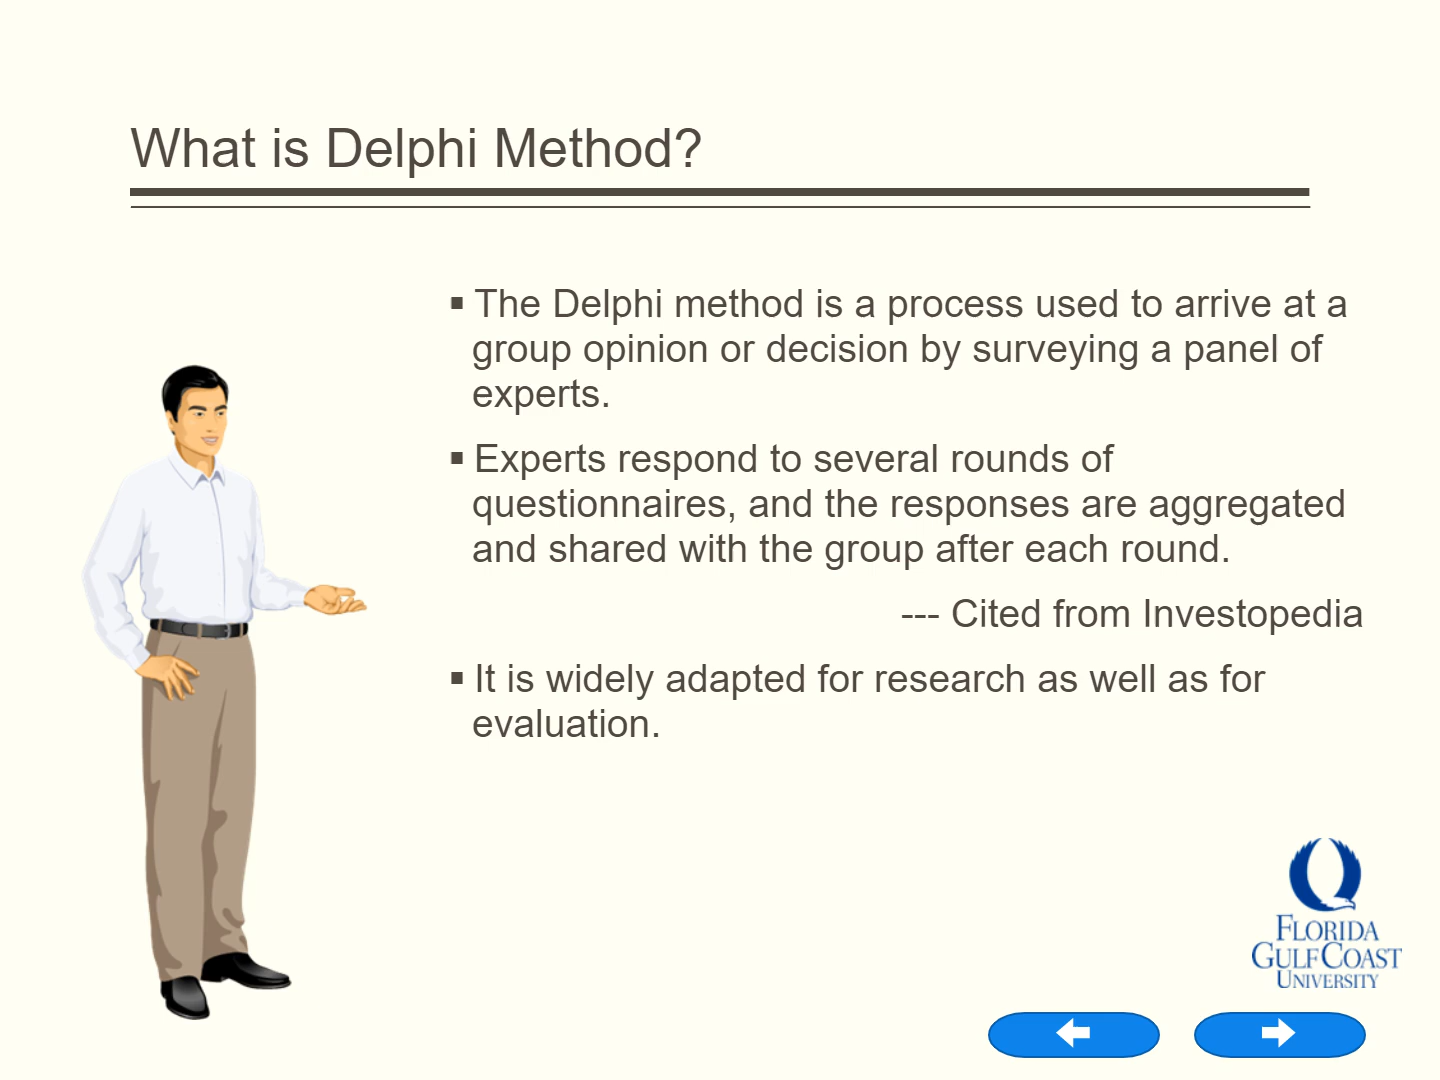 What is Delphi Method?
▪ The Delphi method is a process used to arrive at a
group opinion or decision by surveying a panel of
experts.
▪ Experts respond to several rounds of
questionnaires, and the responses are aggregated
and shared with the group after each round.
--- Cited from Investopedia
▪ It is widely adapted for research as well as for
evaluation.
FLORIDA
GULF COAST
UNIVERSITY